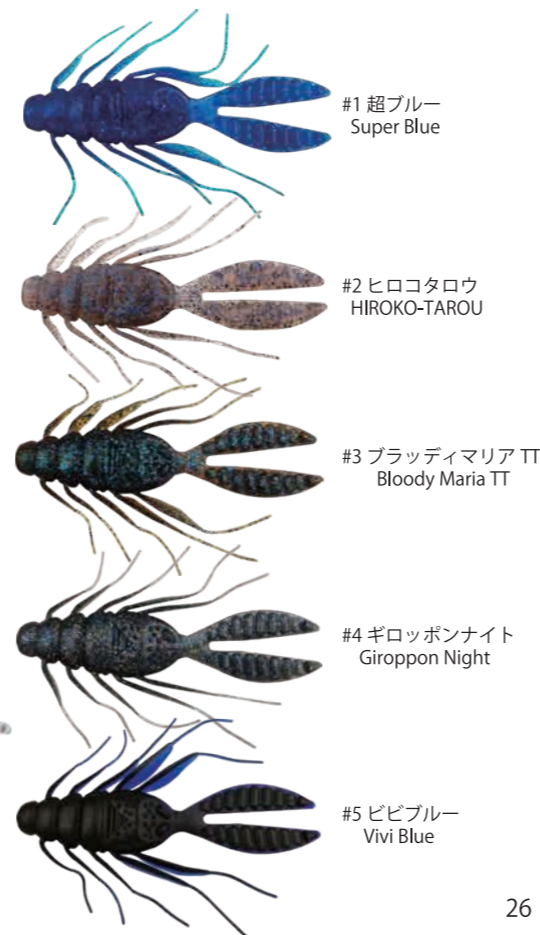 #1 超ブルー
Super Blue
#2 ヒロコタロウ
HIROKO-TAROU
#3 ブラッディマリア TT
Bloody Maria TT
#4 ギロッポンナイト
Giroppon Night
#5 ビビブルー
Vivi Blue
26